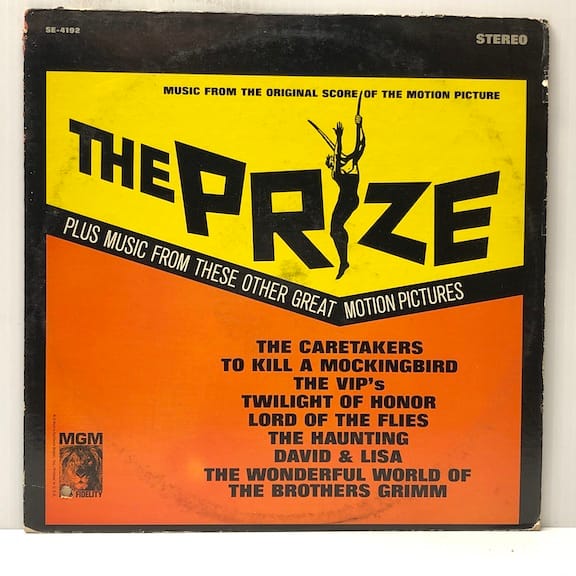 SE-4192
STEREO
MUSIC FROM THE ORIGINAL SCORE OF THE MOTION PICTURE
THE PRIZE
PLUS MUSIC FROM THESE OTHER GREAT MOTION PICTURES
THE CARETAKERS
TO KILL A MOCKINGBIRD
THE VIP's
TWILIGHT OF HONOR
LORD OF THE FLIES
THE HAUNTING
DAVID & LISA
THE WONDERFUL WORLD OF
THE BROTHERS GRIMM
MGM
FIDELITY